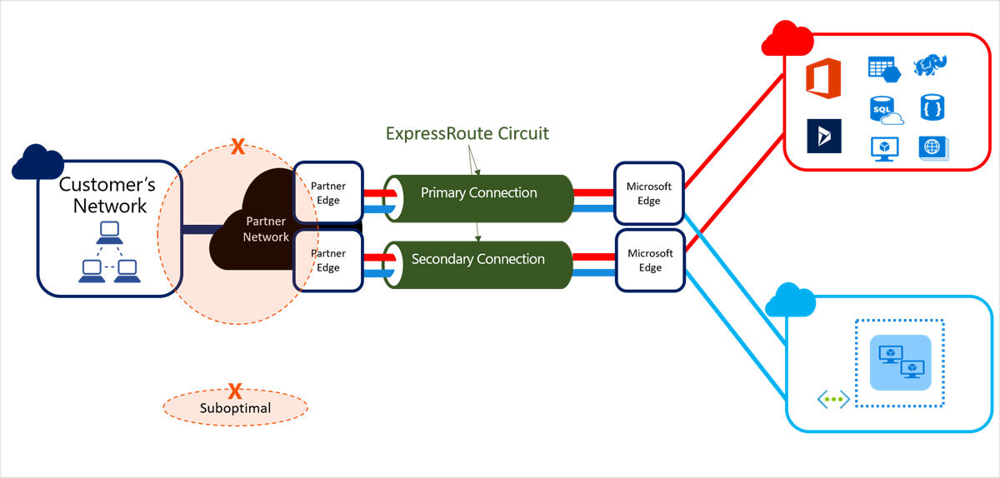 ExpressRoute Circuit
X
Customer's
Network
Partner
Network
Partner
Edge
Primary Connection
Microsoft
Edge
Partner
Edge
Secondary Connection
Microsoft
Edge
SQL
{ }
X
Suboptimal